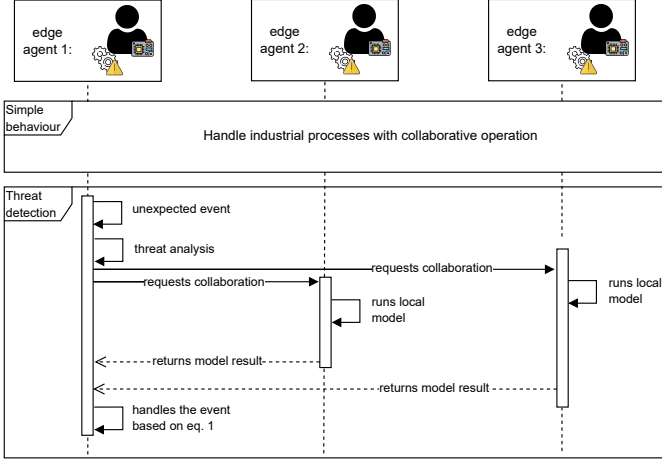 edge
agent 1:
edge
agent 2:
edge
agent 3:
Simple
behaviour
Handle industrial processes with collaborative operation
Threat
detection
unexpected event
threat analysis
requests collaboration
requests collaboration
runs local
model
runs local
model
returns model result
returns model result
handles the event
based on eq. 1